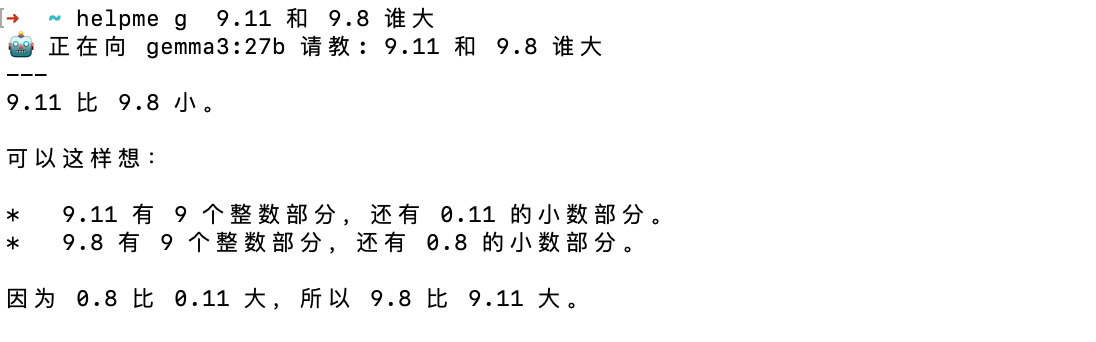 ➜  ~ helpme g  9.11 和 9.8 谁大
🤖 正在向 gemma3:27b 请教: 9.11 和 9.8 谁大
---
9.11 比 9.8 小。
可以这样想：
*   9.11 有 9 个整数部分，还有 0.11 的小数部分。
*   9.8 有 9 个整数部分，还有 0.8 的小数部分。
因为 0.8 比 0.11 大，所以 9.8 比 9.11 大。